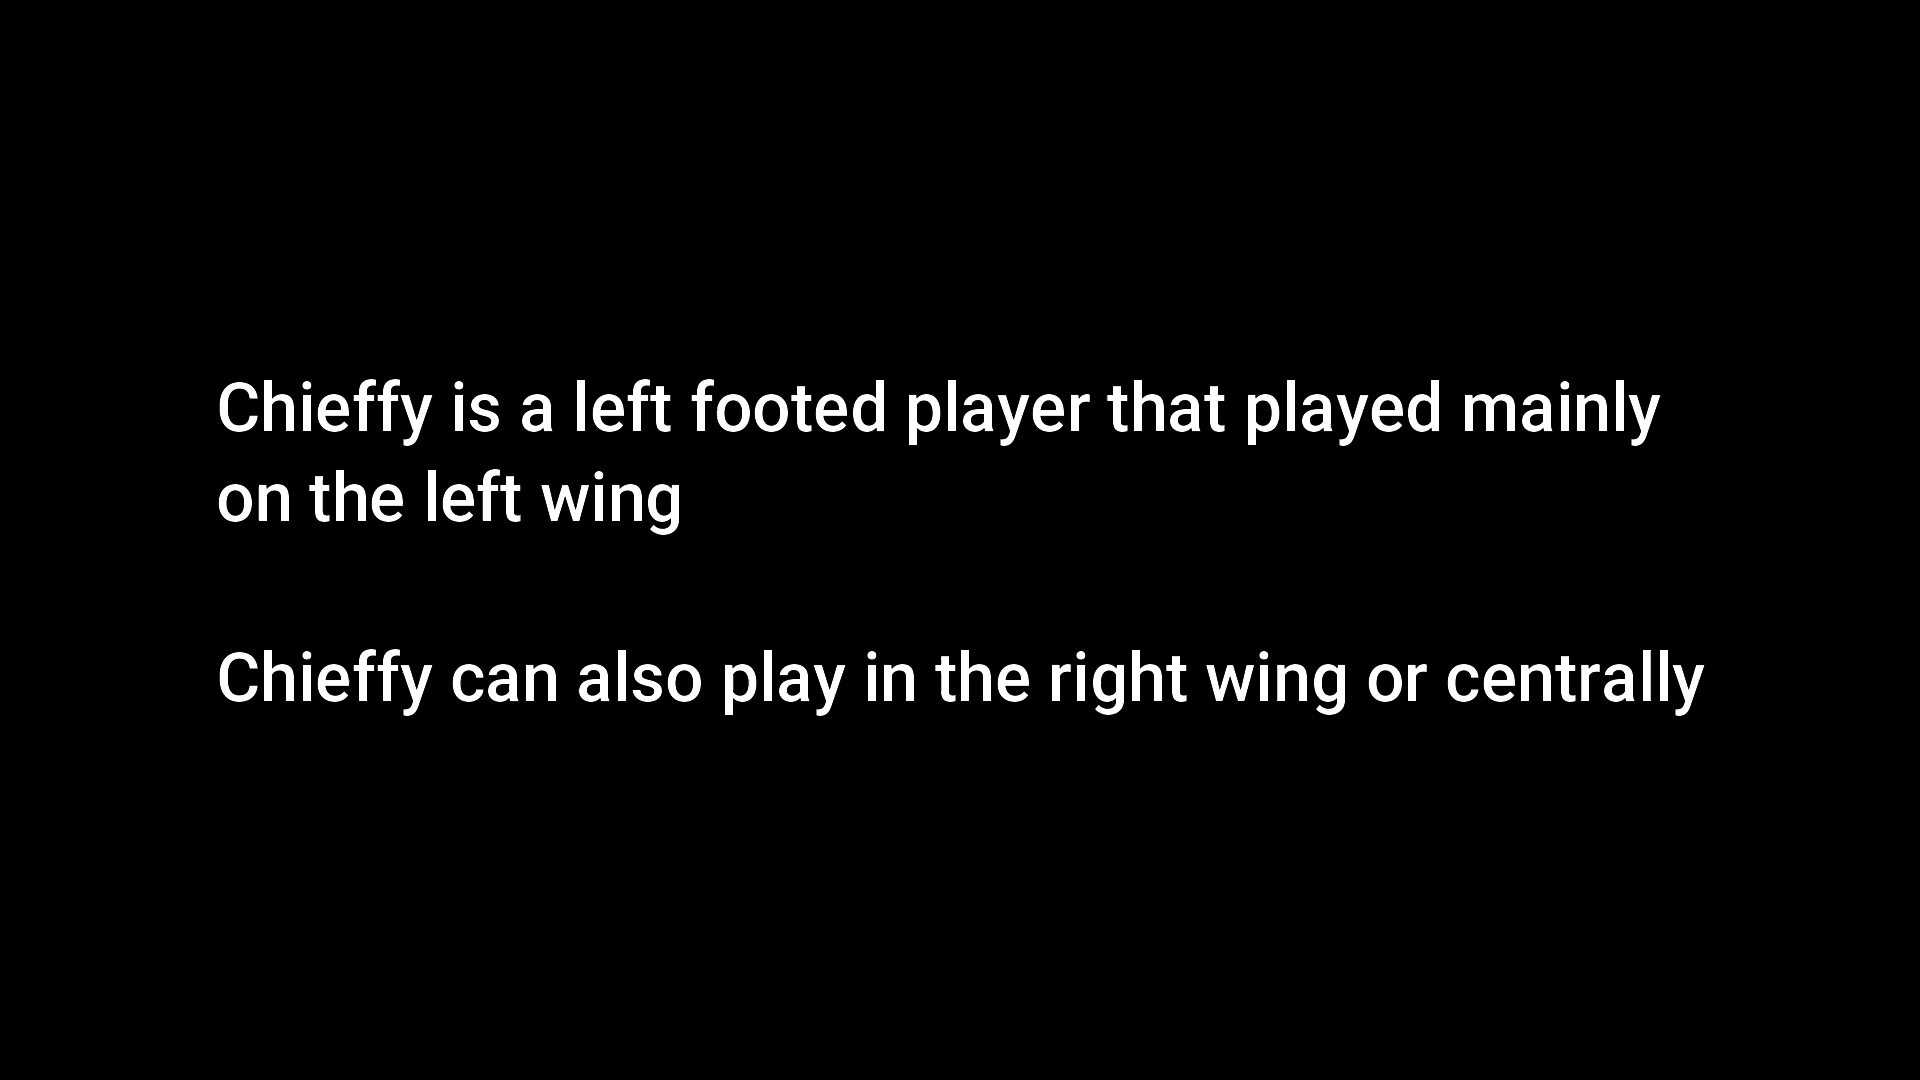 Chieffy is a left footed player that played mainly
on the left wing
Chieffy can also play in the right wing or centrally